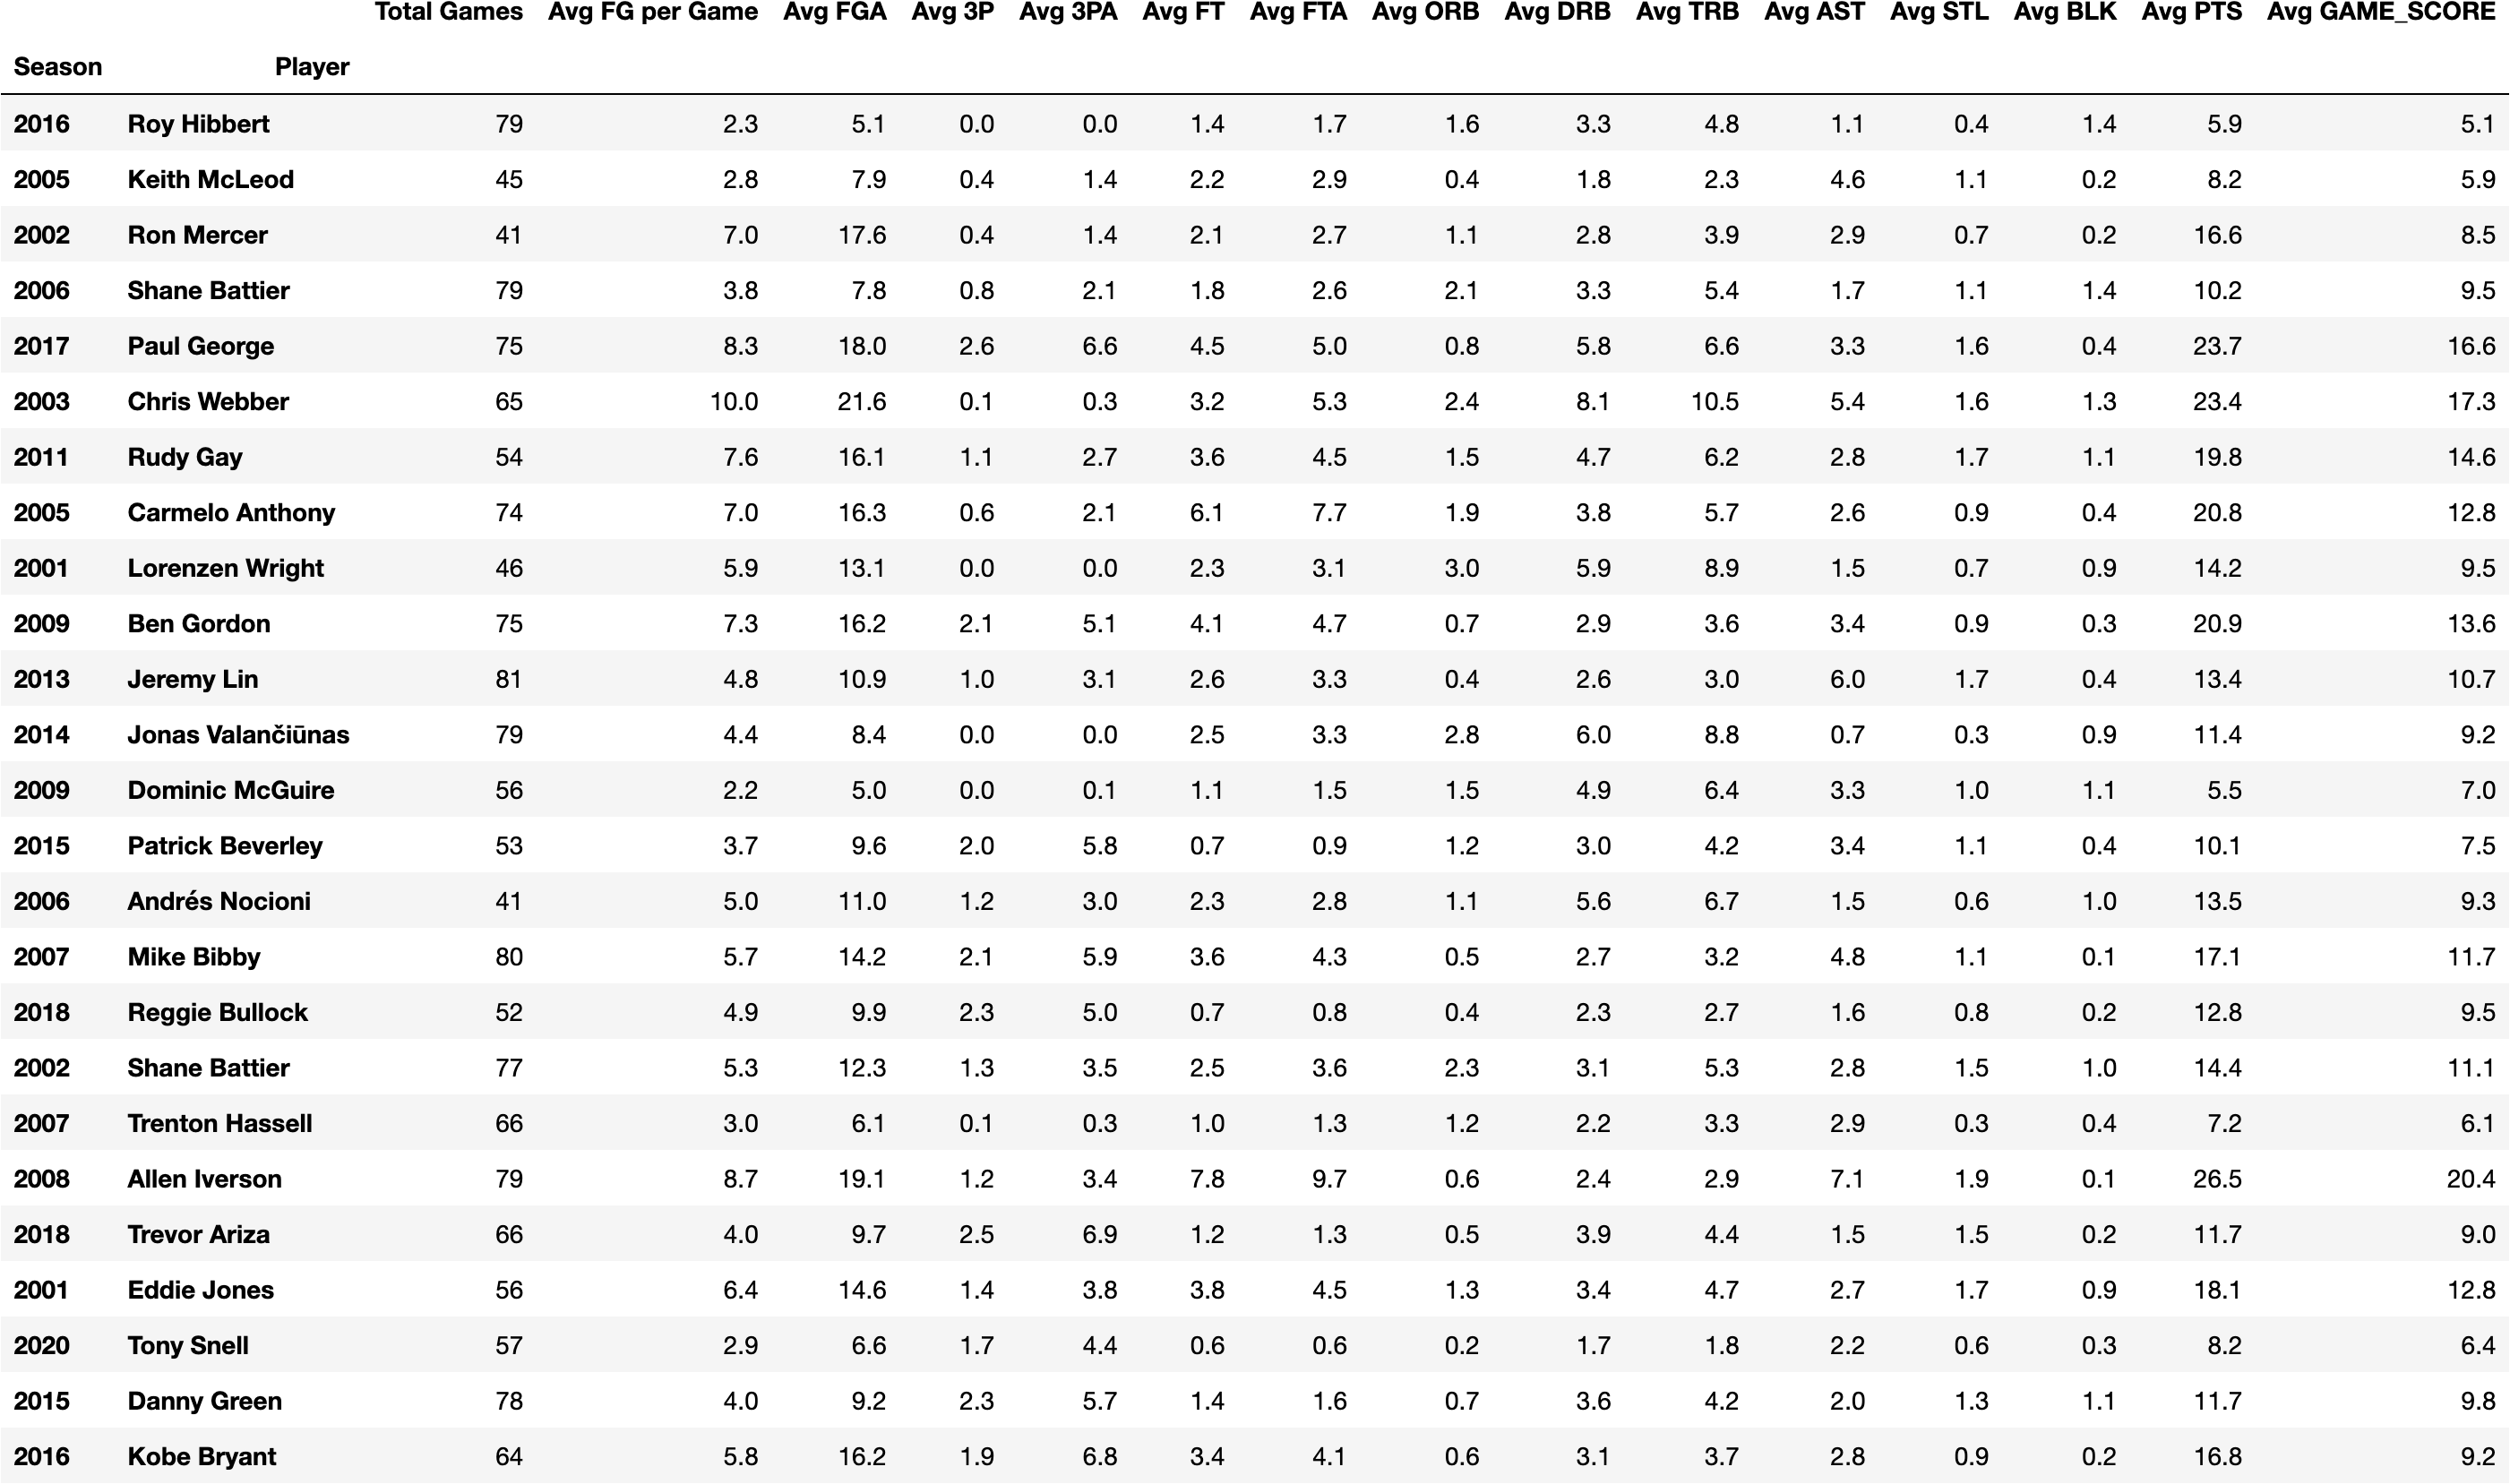 Total Games Avg FG per Game Avg FGA Avg 3P Avg 3PA Avg FT Avg FTA Avg ORB Avg DRB Avg TRB Avg AST Avg STL Avg BLK Avg PTS Avg GAME_SCORE
Season Player
2016 Roy Hibbert 79 2.3 5.1 0.0 0.0 1.4 1.7 1.6 3.3 4.8 1.1 0.4 1.4 5.9 5.1
2005 Keith McLeod 45 2.8 7.9 0.4 1.4 2.2 2.9 0.4 1.8 2.3 4.6 1.1 0.2 8.2 5.9
2002 Ron Mercer 41 7.0 17.6 0.4 1.4 2.1 2.7 1.1 2.8 3.9 2.9 0.7 0.2 16.6 8.5
2006 Shane Battier 79 3.8 7.8 0.8 2.1 1.8 2.6 2.1 3.3 5.4 1.7 1.1 1.4 10.2 9.5
2017 Paul George 75 8.3 18.0 2.6 6.6 4.5 5.0 0.8 5.8 6.6 3.3 1.6 0.4 23.7 16.6
2003 Chris Webber 65 10.0 21.6 0.1 0.3 3.2 5.3 2.4 8.1 10.5 5.4 1.6 1.3 23.4 17.3
2011 Rudy Gay 54 7.6 16.1 1.1 2.7 3.6 4.5 1.5 4.7 6.2 2.8 1.7 1.1 19.8 14.6
2005 Carmelo Anthony 74 7.0 16.3 0.6 2.1 6.1 7.7 1.9 3.8 5.7 2.6 0.9 0.4 20.8 12.8
2001 Lorenzen Wright 46 5.9 13.1 0.0 0.0 2.3 3.1 3.0 5.9 8.9 1.5 0.7 0.9 14.2 9.5
2009 Ben Gordon 75 7.3 16.2 2.1 5.1 4.1 4.7 0.7 2.9 3.6 3.4 0.9 0.3 20.9 13.6
2013 Jeremy Lin 81 4.8 10.9 1.0 3.1 2.6 3.3 0.4 2.6 3.0 6.0 1.7 0.4 13.4 10.7
2014 Jonas Valančiūnas 79 4.4 8.4 0.0 0.0 2.5 3.3 2.8 6.0 8.8 0.7 0.3 0.9 11.4 9.2
2009 Dominic McGuire 56 2.2 5.0 0.0 0.1 1.1 1.5 1.5 4.9 6.4 3.3 1.0 1.1 5.5 7.0
2015 Patrick Beverley 53 3.7 9.6 2.0 5.8 0.7 0.9 1.2 3.0 4.2 3.4 1.1 0.4 10.1 7.5
2006 Andrés Nocioni 41 5.0 11.0 1.2 3.0 2.3 2.8 1.1 5.6 6.7 1.5 0.6 1.0 13.5 9.3
2007 Mike Bibby 80 5.7 14.2 2.1 5.9 3.6 4.3 0.5 2.7 3.2 4.8 1.1 0.1 17.1 11.7
2018 Reggie Bullock 52 4.9 9.9 2.3 5.0 0.7 0.8 0.4 2.3 2.7 1.6 0.8 0.2 12.8 9.5
2002 Shane Battier 77 5.3 12.3 1.3 3.5 2.5 3.6 2.3 3.1 5.3 2.8 1.5 1.0 14.4 11.1
2007 Trenton Hassell 66 3.0 6.1 0.1 0.3 1.0 1.3 1.2 2.2 3.3 2.9 0.3 0.4 7.2 6.1
2008 Allen Iverson 79 8.7 19.1 1.2 3.4 7.8 9.7 0.6 2.4 2.9 7.1 1.9 0.1 26.5 20.4
2018 Trevor Ariza 66 4.0 9.7 2.5 6.9 1.2 1.3 0.5 3.9 4.4 1.5 1.5 0.2 11.7 9.0
2001 Eddie Jones 56 6.4 14.6 1.4 3.8 3.8 4.5 1.3 3.4 4.7 2.7 1.7 0.9 18.1 12.8
2020 Tony Snell 57 2.9 6.6 1.7 4.4 0.6 0.6 0.2 1.7 1.8 2.2 0.6 0.3 8.2 6.4
2015 Danny Green 78 4.0 9.2 2.3 5.7 1.4 1.6 0.7 3.6 4.2 2.0 1.3 1.1 11.7 9.8
2016 Kobe Bryant 64 5.8 16.2 1.9 6.8 3.4 4.1 0.6 3.1 3.7 2.8 0.9 0.2 16.8 9.2